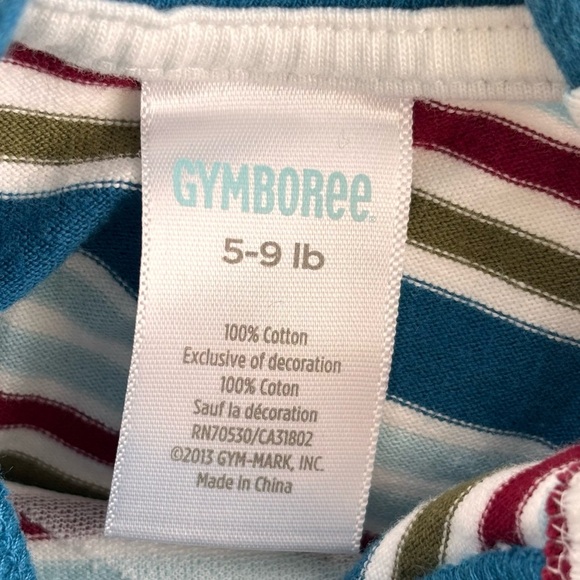 GYMBOREE
5-9 lb
100% Cotton
Exclusive of decoration
100% Coton
Sauf la décoration
RN70530/CA31802
©2013 GYM-MARK, INC.
Made in China